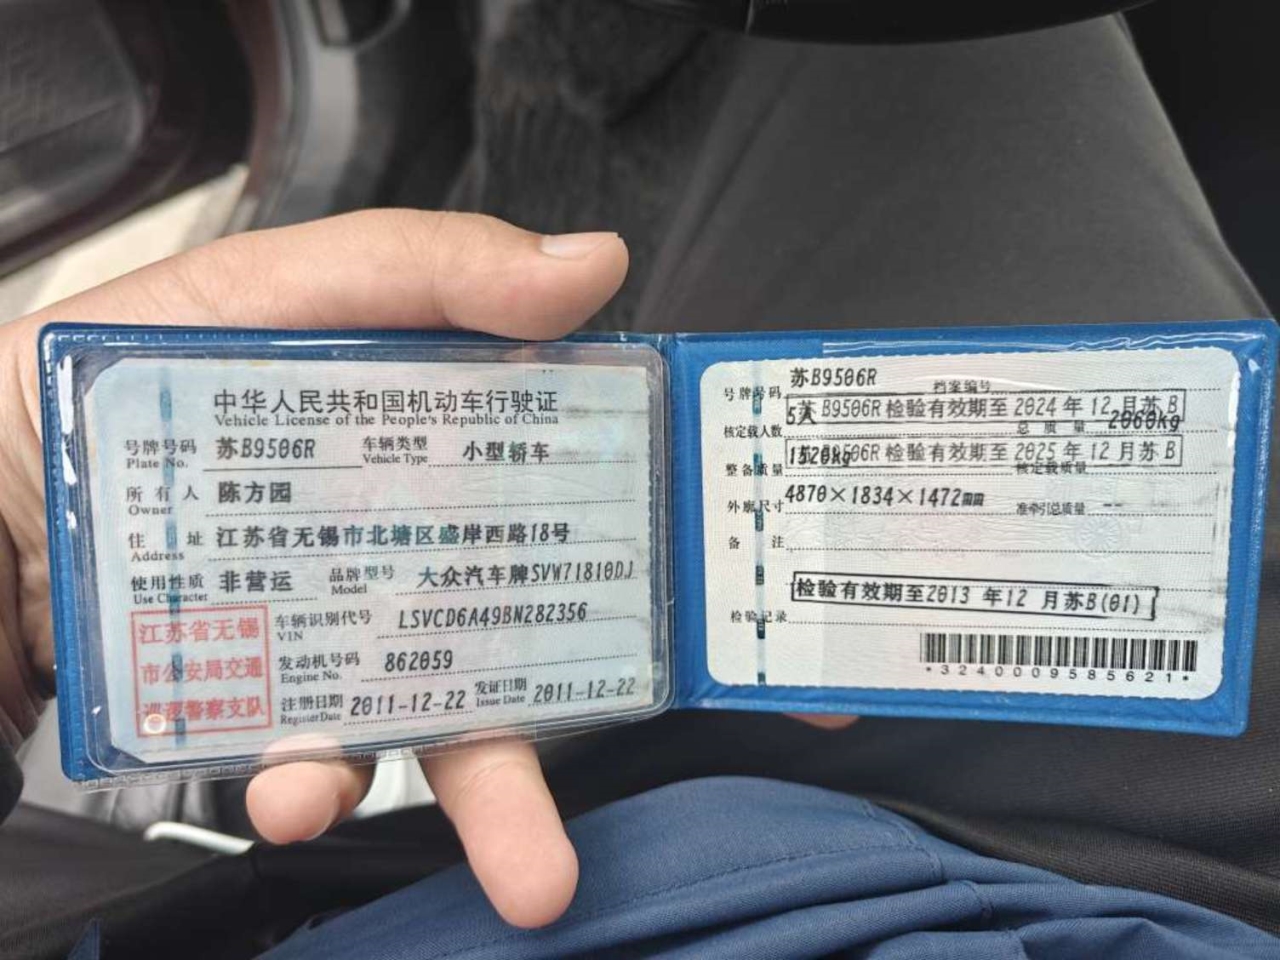 中华人民共和国机动车行驶证
Vehicle License of the People's Republic of China
号牌号码 苏B9506R 车辆类型 小型轿车
Plate No. Vehicle Type
所有人 陈方园
Owner
住址 江苏省无锡市北塘区盛岸西路18号
Address
使用性质 非营运 品牌型号 大众汽车牌SVW71810DJ
Use Character Model
江苏省无锡
市公安局交通
巡逻警察支队
车辆识别代号 LSVCD6A49BN282356
VIN
发动机号码 862059
Engine No.
注册日期 2011-12-22 发证日期 2011-12-22
Register Date Issue Date
号牌号码 苏B9506R 档案编号
苏B9506R 检验有效期至 2024 年 12 月苏 B
核定载人数 5人 总质量 2060kg
B9506R 检验有效期至 2025 年 12 月苏 B
整备质量 1520kg 核定载质量
外廓尺寸 4870×1834×1472mm 准牵引总质量 --
备注
检验有效期至2013 年12 月苏B(01)
检验记录
*3240009585621*